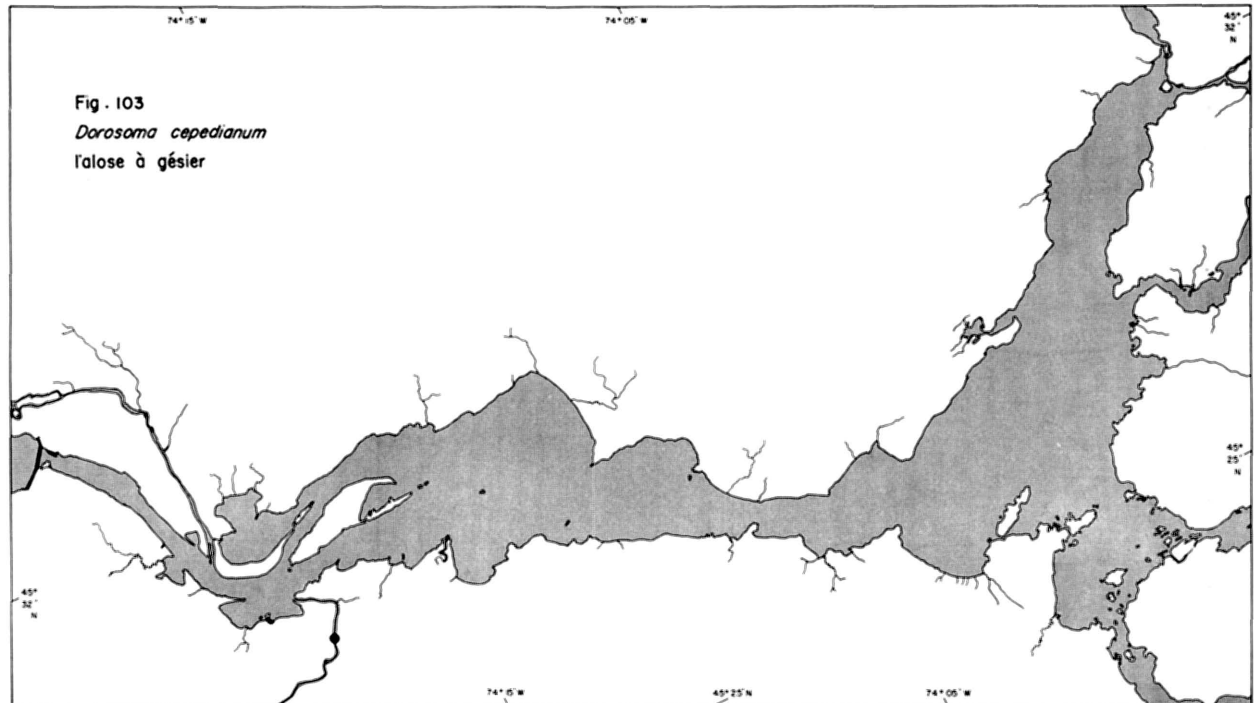 74° 15' W
74° 05' W
45°
32'
N
Fig. 103
Dorosoma cepedianum
l'alose à gésier
45°
25'
N
45°
32'
N
74° 15' W
45° 25' N
74° 05' W